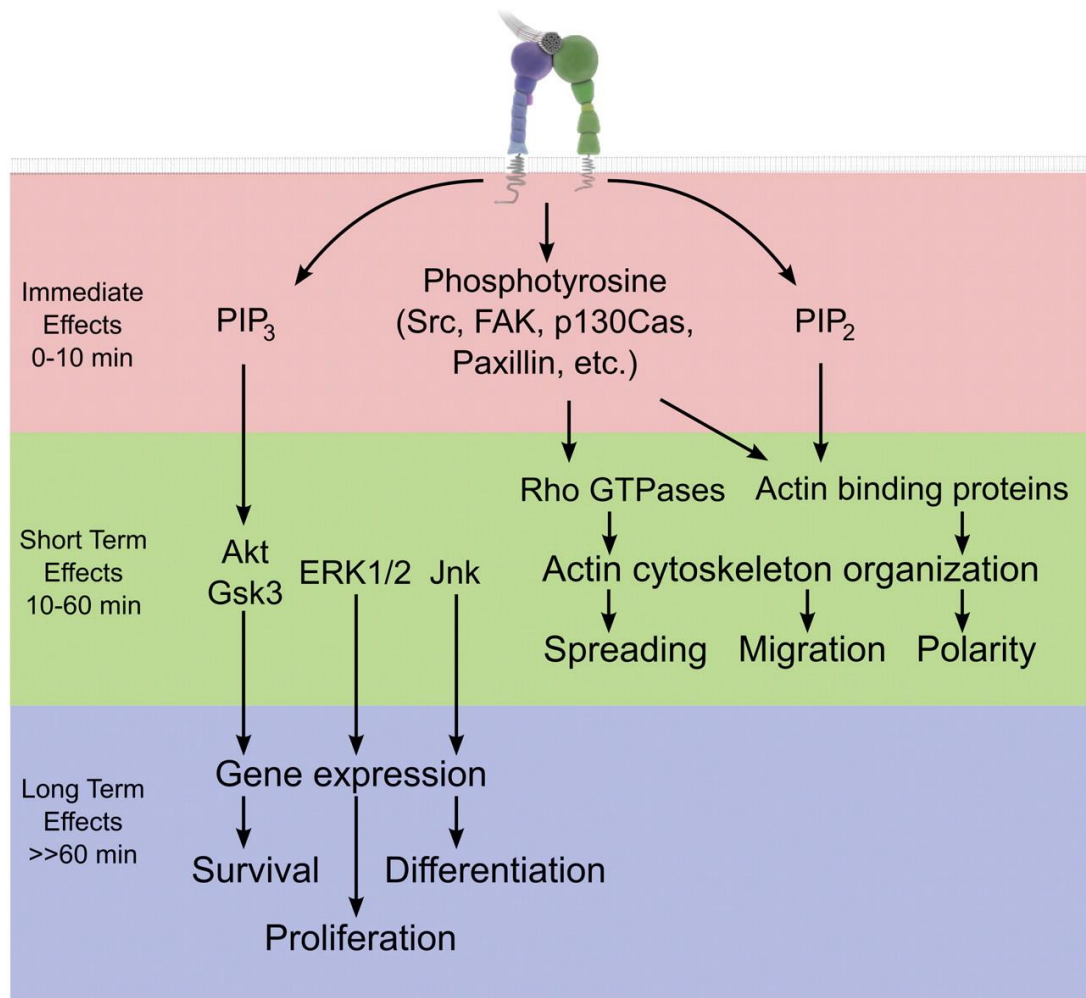 Immediate
Effects
0-10 min
PIP₃
Phosphotyrosine
(Src, FAK, p130Cas,
Paxillin, etc.)
PIP₂
Short Term
Effects
10-60 min
Akt
Gsk3
ERK1/2
Jnk
Rho GTPases
Actin binding proteins
Actin cytoskeleton organization
Spreading
Migration
Polarity
Long Term
Effects
>>60 min
Gene expression
Survival
Differentiation
Proliferation